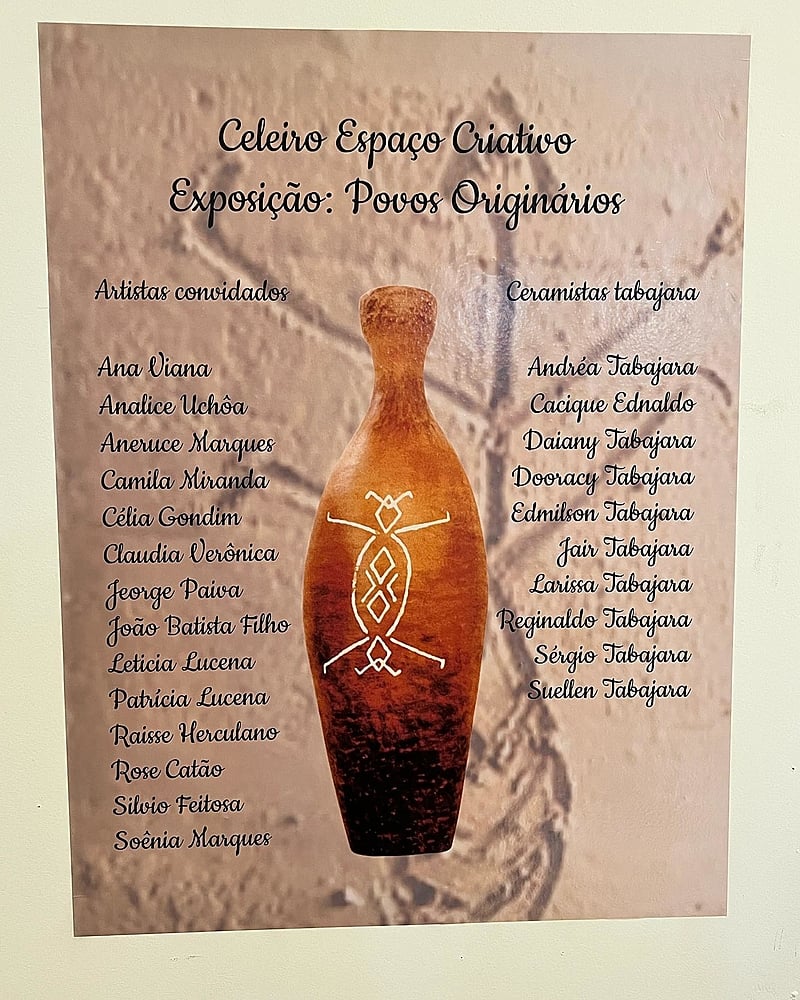 Celeiro Espaço Criativo
Exposição: Povos Originários
Artistas convidados
Ana Viana
Analice Uchôa
Aneruce Marques
Camila Miranda
Célia Gondim
Claudia Verônica
Jeorge Paiva
João Batista Filho
Letícia Lucena
Patrícia Lucena
Raisse Herculano
Rose Catão
Silvio Feitosa
Soênia Marques
Ceramistas tabajara
Andréa Tabajara
Cacique Ednaldo
Daiany Tabajara
Dooracy Tabajara
Edmilson Tabajara
Jair Tabajara
Larissa Tabajara
Reginaldo Tabajara
Sérgio Tabajara
Suellen Tabajara